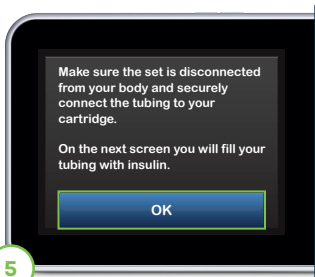 Make sure the set is disconnected
from your body and securely
connect the tubing to your
cartridge.
On the next screen you will fill your
tubing with insulin.
OK
5